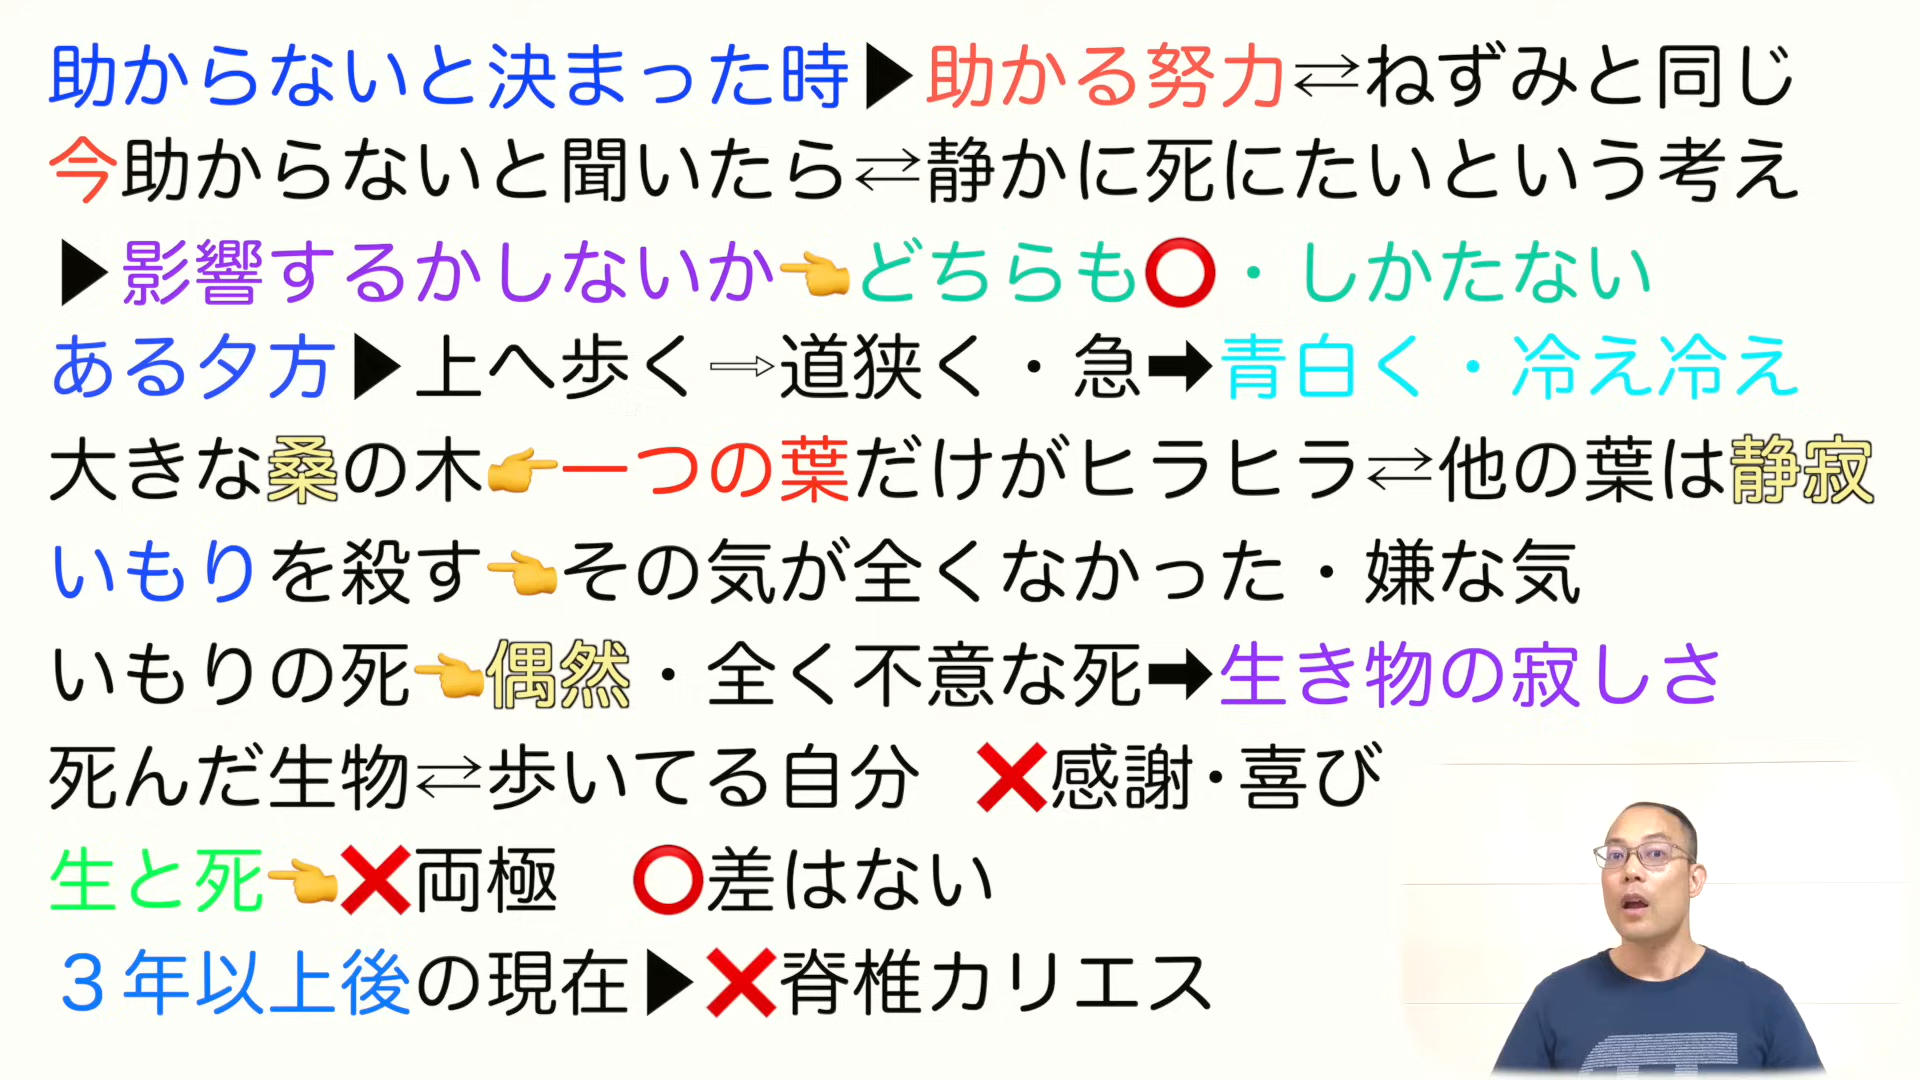 助からないと決まった時▶助かる努力⇄ねずみと同じ
今助からないと聞いたら⇄静かに死にたいという考え
▶影響するかしないか👈どちらも⭕・しかたない
ある夕方▶上へ歩く⇨道狭く・急➡青白く・冷え冷え
大きな桑の木👉一つの葉だけがヒラヒラ⇄他の葉は静寂
いもりを殺す👈その気が全くなかった・嫌な気
いもりの死👈偶然・全く不意な死➡生き物の寂しさ
死んだ生物⇄歩いてる自分 ❌感謝・喜び
生と死👈❌両極 ⭕差はない
３年以上後の現在▶❌脊椎カリエス